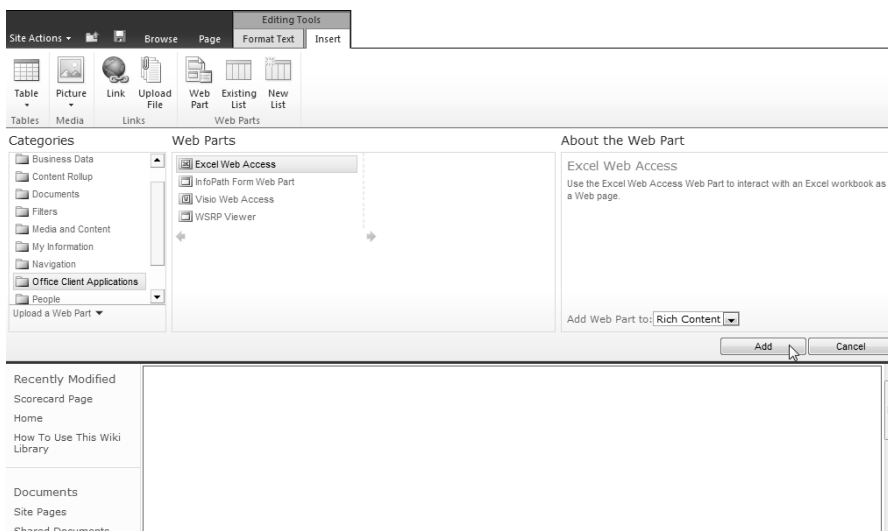 Editing Tools
Site Actions Browse Page Format Text Insert
Table Picture Link Upload File Web Part Existing List New List
Tables Media Links Web Parts
Categories
Business Data
Content Rollup
Documents
Filters
Media and Content
My Information
Navigation
Office Client Applications
People
Upload a Web Part
Web Parts
Excel Web Access
InfoPath Form Web Part
Visio Web Access
WSRP Viewer
About the Web Part
Excel Web Access
Use the Excel Web Access Web Part to interact with an Excel workbook as
a Web page.
Add Web Part to: Rich Content
Add Cancel
Recently Modified
Scorecard Page
Home
How To Use This Wiki
Library
Documents
Site Pages
Shared Documents